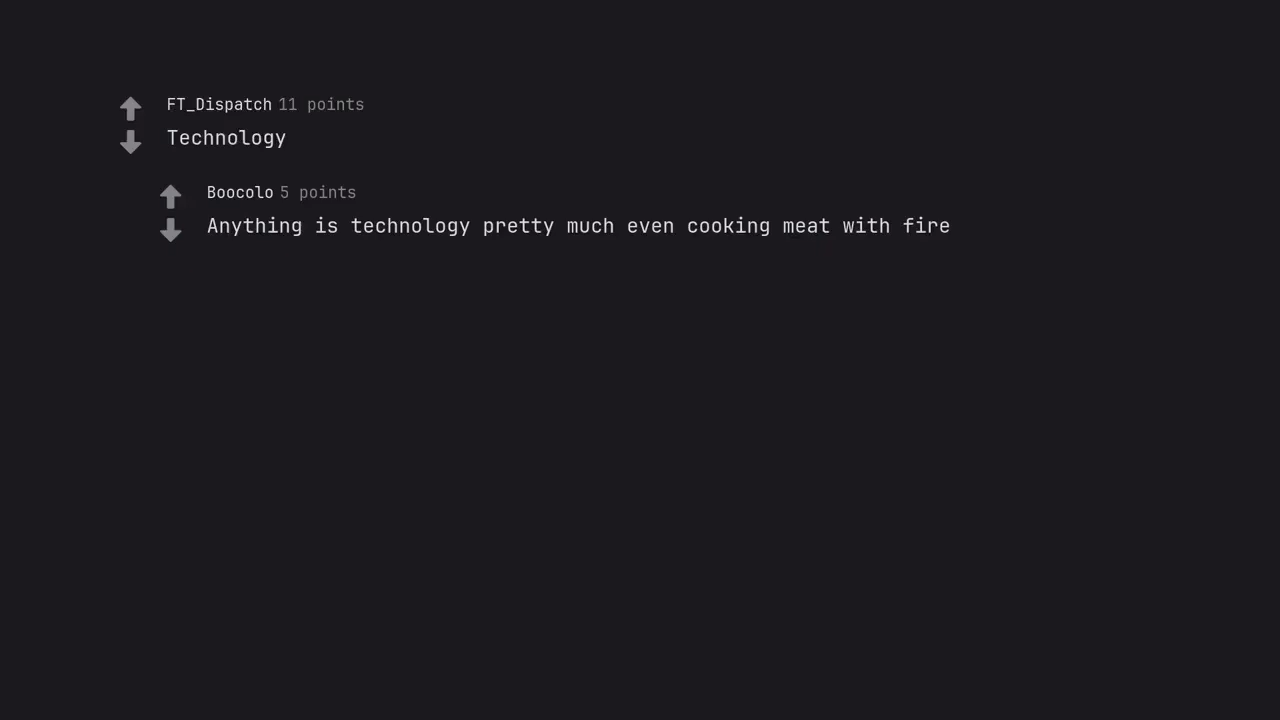 FT_Dispatch 11 points
Technology
Boocolo 5 points
Anything is technology pretty much even cooking meat with fire